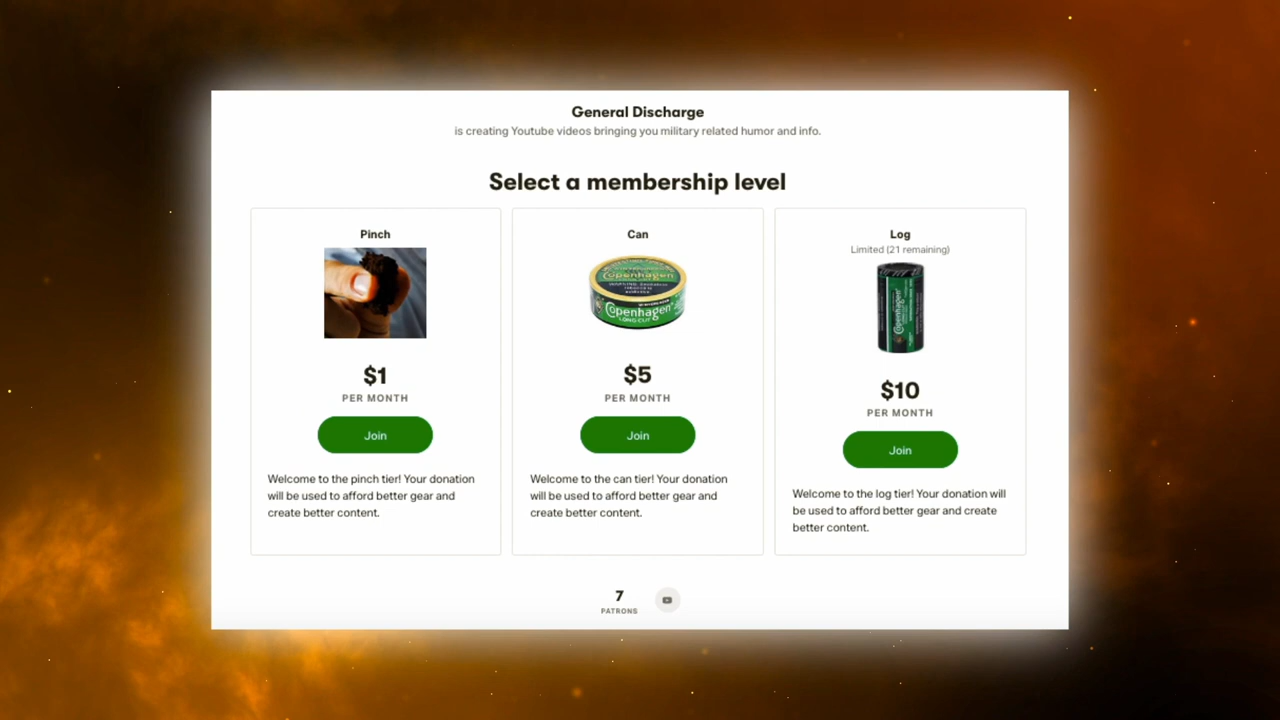 General Discharge
is creating Youtube videos bringing you military related humor and info.
Select a membership level
Pinch
$1
PER MONTH
Join
Welcome to the pinch tier! Your donation
will be used to afford better gear and
create better content.
Can
Copenhagen
Copenhagen
LONG CUT
$5
PER MONTH
Join
Welcome to the can tier! Your donation
will be used to afford better gear and
create better content.
Log
Limited (21 remaining)
Copenhagen
$10
PER MONTH
Join
Welcome to the log tier! Your donation will
be used to afford better gear and create
better content.
7
PATRONS